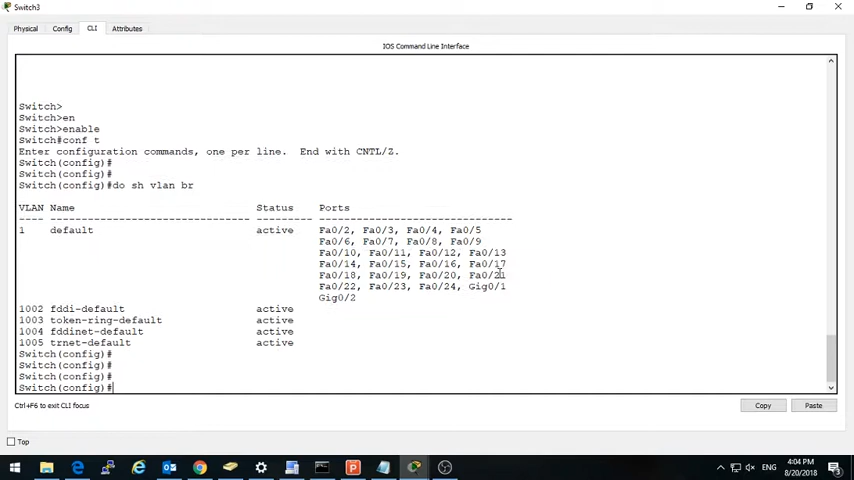 Switch3
Physical Config CLI Attributes
IOS Command Line Interface
Switch>
Switch>en
Switch>enable
Switch#conf t
Enter configuration commands, one per line.  End with CNTL/Z.
Switch(config)#
Switch(config)#
Switch(config)#do sh vlan br
VLAN Name Status Ports
---- -------------------------------- --------- -------------------------------
1 default active Fa0/2, Fa0/3, Fa0/4, Fa0/5
Fa0/6, Fa0/7, Fa0/8, Fa0/9
Fa0/10, Fa0/11, Fa0/12, Fa0/13
Fa0/14, Fa0/15, Fa0/16, Fa0/17
Fa0/18, Fa0/19, Fa0/20, Fa0/21
Fa0/22, Fa0/23, Fa0/24, Gig0/1
Gig0/2
1002 fddi-default active
1003 token-ring-default active
1004 fddinet-default active
1005 trnet-default active
Switch(config)#
Switch(config)#
Switch(config)#
Switch(config)#
Ctrl+F6 to exit CLI focus
Copy Paste
Top
ENG
4:04 PM
8/20/2018